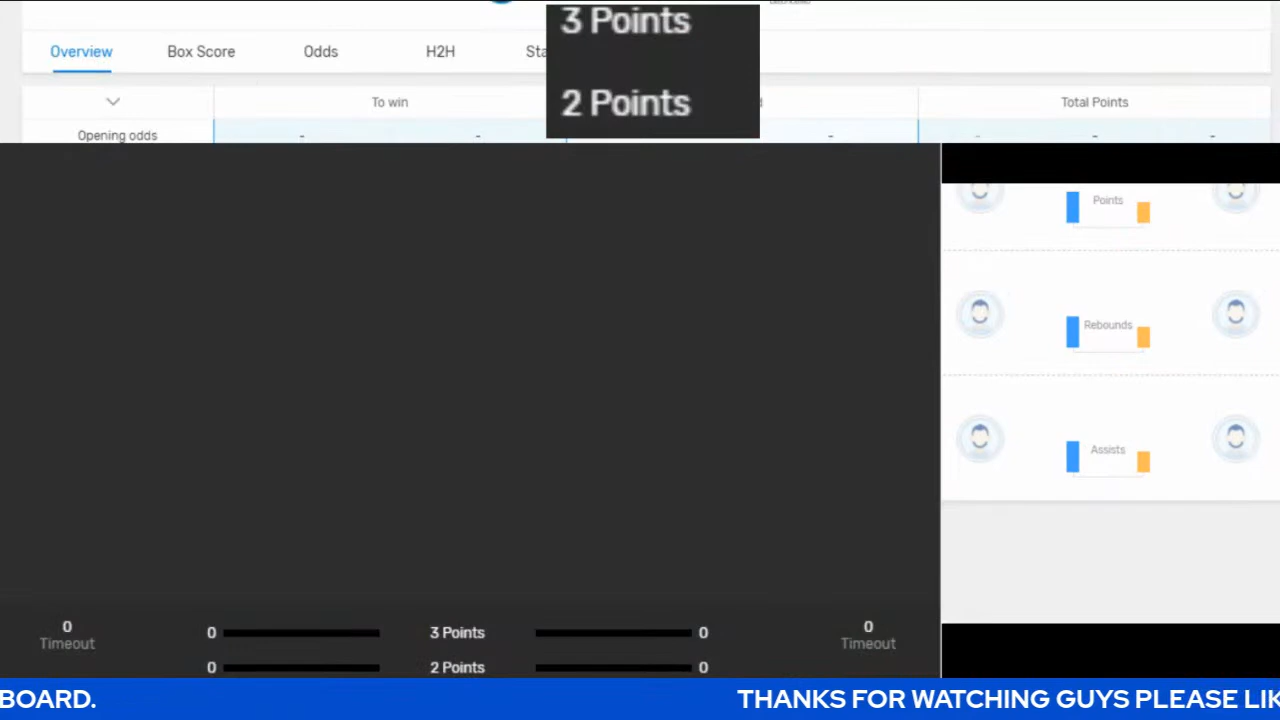 3 Points
2 Points
Overview Box Score Odds H2H Sta
To win
Total Points
Opening odds - - - - - -
Points
Rebounds
Assists
0
Timeout
0 3 Points 0
0 2 Points 0
0
Timeout
BOARD. THANKS FOR WATCHING GUYS PLEASE LIK